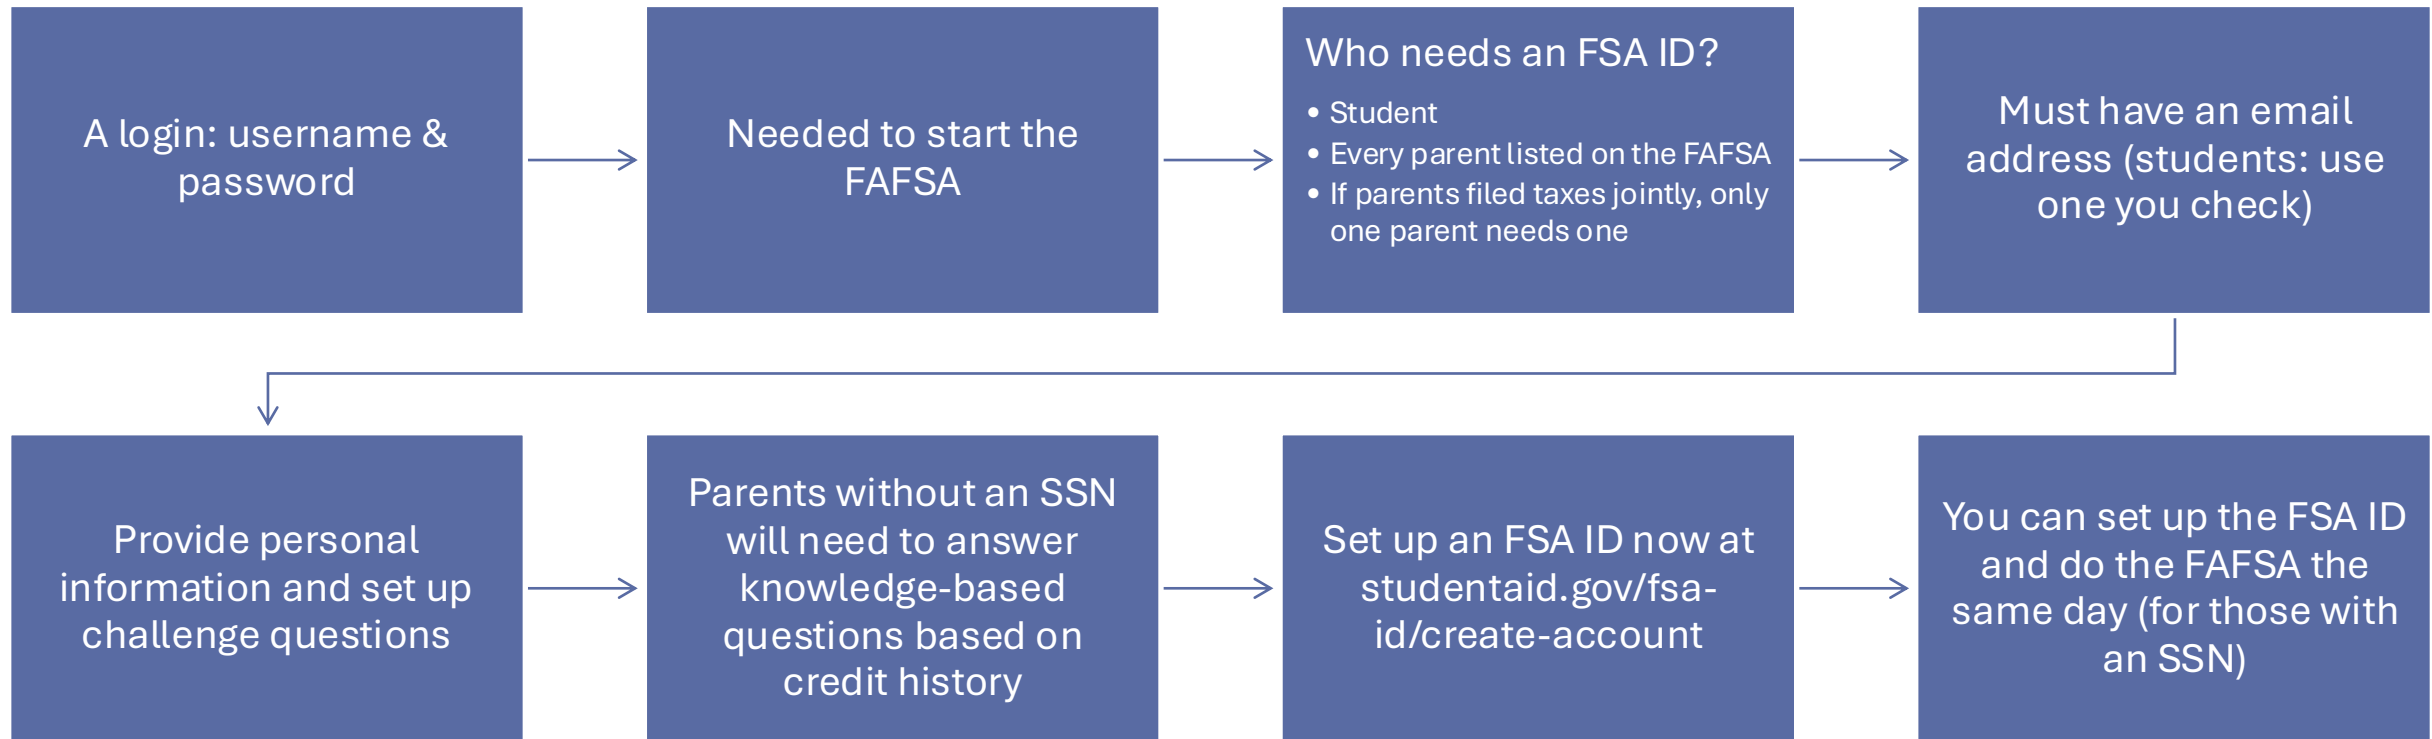 A login: username &
password
Needed to start the
FAFSA
Who needs an FSA ID?
• Student
• Every parent listed on the FAFSA
• If parents filed taxes jointly, only
one parent needs one
Must have an email
address (students: use
one you check)
Provide personal
information and set up
challenge questions
Parents without an SSN
will need to answer
knowledge-based
questions based on
credit history
Set up an FSA ID now at
studentaid.gov/fsa-
id/create-account
You can set up the FSA ID
and do the FAFSA the
same day (for those with
an SSN)